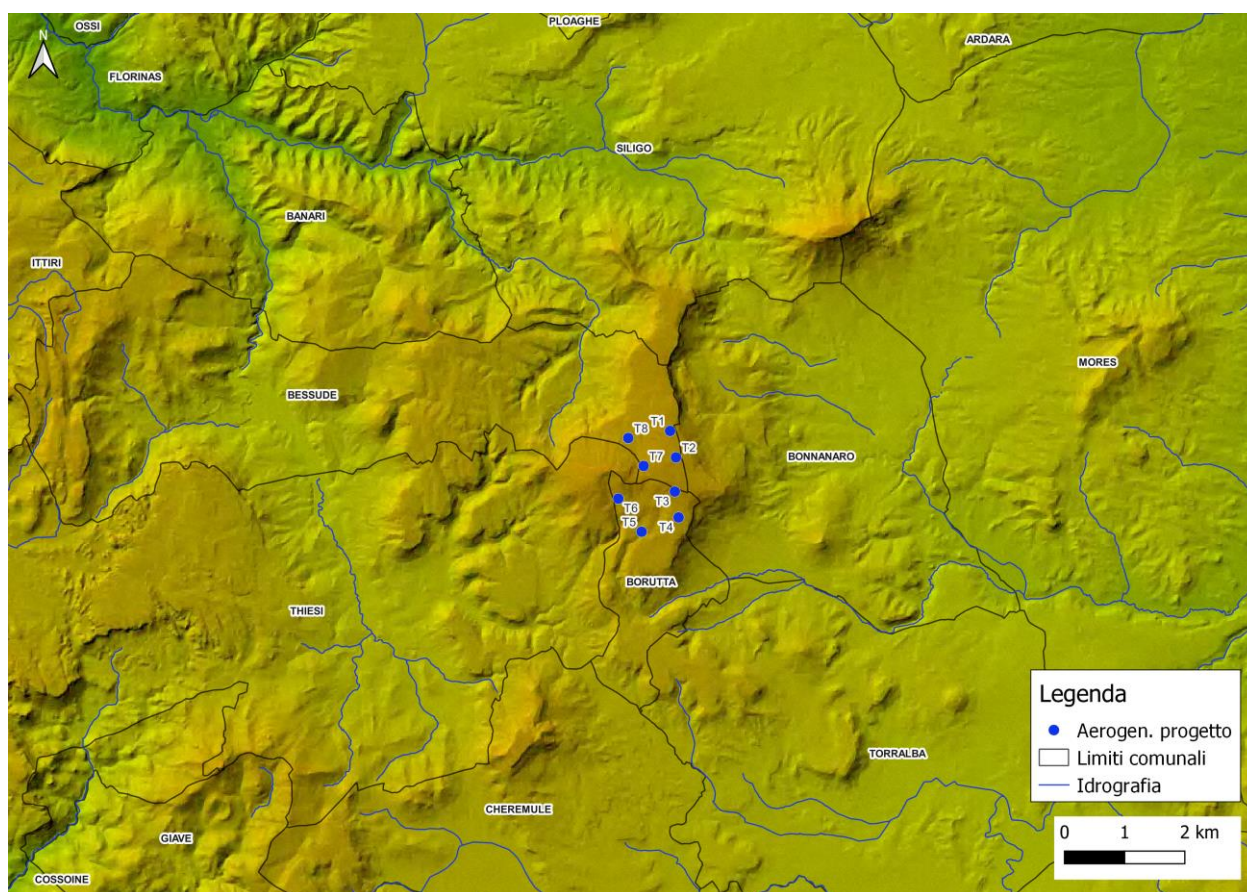 OSSI
PLOAGHE
ARDARA
N
FLORINAS
SILIGO
BANARI
ITTIRI
MORES
BESSUDE
T8
T1
T7
T2
BONNANARO
T6
T3
T5
T4
BORUTTA
THIESI
TORRALBA
CHEREMULE
GIAVE
COSSOINE
Legenda
Aerogen. progetto
Limiti comunali
Idrografia
0 1 2 km